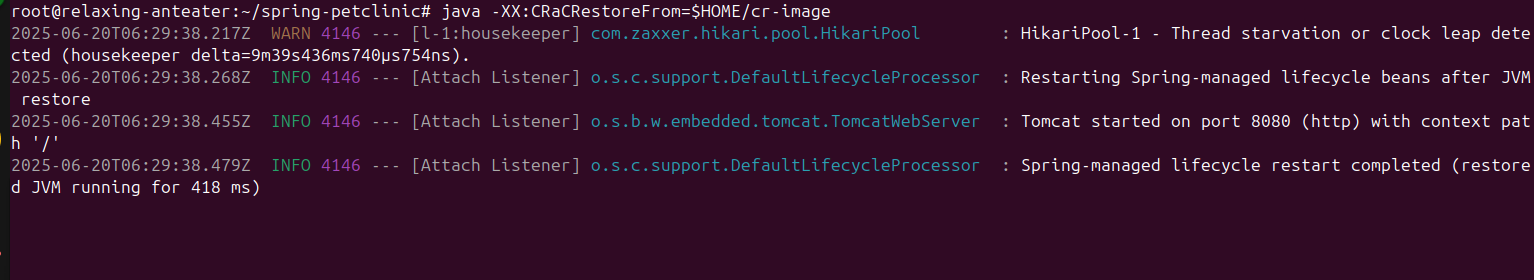 root@relaxing-anteater:~/spring-petclinic# java -XX:CRaCRestoreFrom=$HOME/cr-image
2025-06-20T06:29:38.217Z  WARN 4146 --- [l-1:housekeeper] com.zaxxer.hikari.pool.HikariPool        : HikariPool-1 - Thread starvation or clock leap dete
cted (housekeeper delta=9m39s436ms740µs754ns).
2025-06-20T06:29:38.268Z  INFO 4146 --- [Attach Listener] o.s.c.support.DefaultLifecycleProcessor  : Restarting Spring-managed lifecycle beans after JVM
 restore
2025-06-20T06:29:38.455Z  INFO 4146 --- [Attach Listener] o.s.b.w.embedded.tomcat.TomcatWebServer  : Tomcat started on port 8080 (http) with context pat
h '/'
2025-06-20T06:29:38.479Z  INFO 4146 --- [Attach Listener] o.s.c.support.DefaultLifecycleProcessor  : Spring-managed lifecycle restart completed (restore
d JVM running for 418 ms)